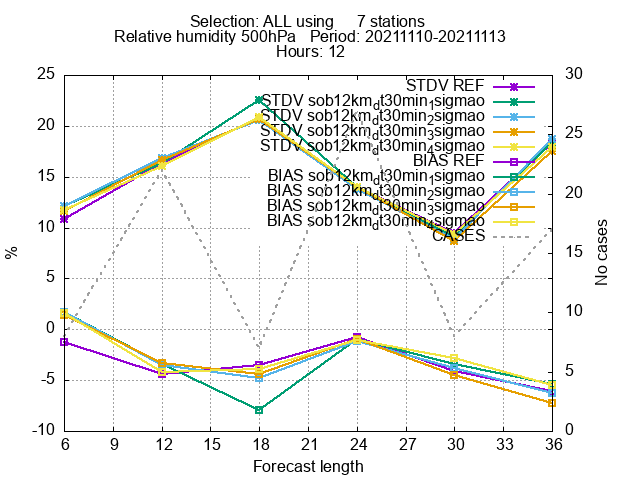 Selection: ALL using 7 stations
Relative humidity 500hPa Period: 20211110-20211113
Hours: 12
STDV REF
STDV sob12km_dt30min_1sigmao
STDV sob12km_dt30min_2sigmao
STDV sob12km_dt30min_3sigmao
STDV sob12km_dt30min_4sigmao
BIAS REF
BIAS sob12km_dt30min_1sigmao
BIAS sob12km_dt30min_2sigmao
BIAS sob12km_dt30min_3sigmao
BIAS sob12km_dt30min_4sigmao
CASES
25
20
15
10
5
0
-5
-10
%
30
25
20
15
10
5
0
No cases
6 9 12 15 18 21 24 27 30 33 36
Forecast length